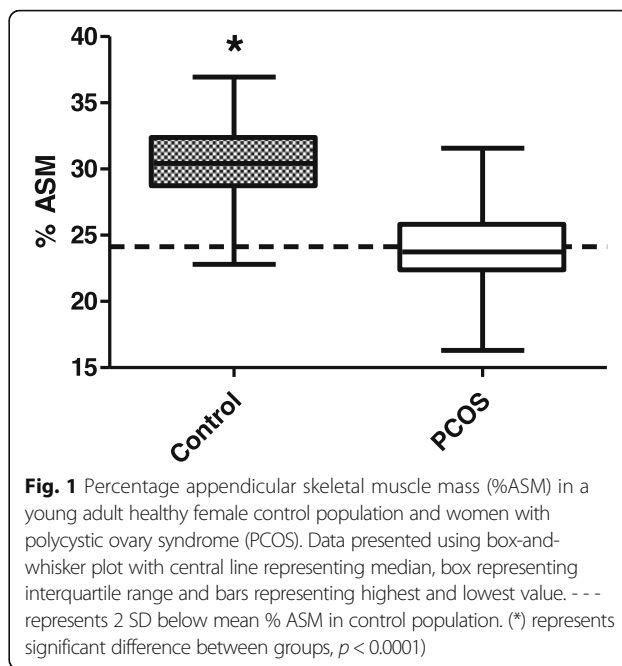 40
*
35
30
% ASM
25
20
15
Control
PCOS
Fig. 1 Percentage appendicular skeletal muscle mass (%ASM) in a
young adult healthy female control population and women with
polycystic ovary syndrome (PCOS). Data presented using box-and-
whisker plot with central line representing median, box representing
interquartile range and bars representing highest and lowest value. - - -
represents 2 SD below mean % ASM in control population. (*) represents
significant difference between groups, p < 0.0001)